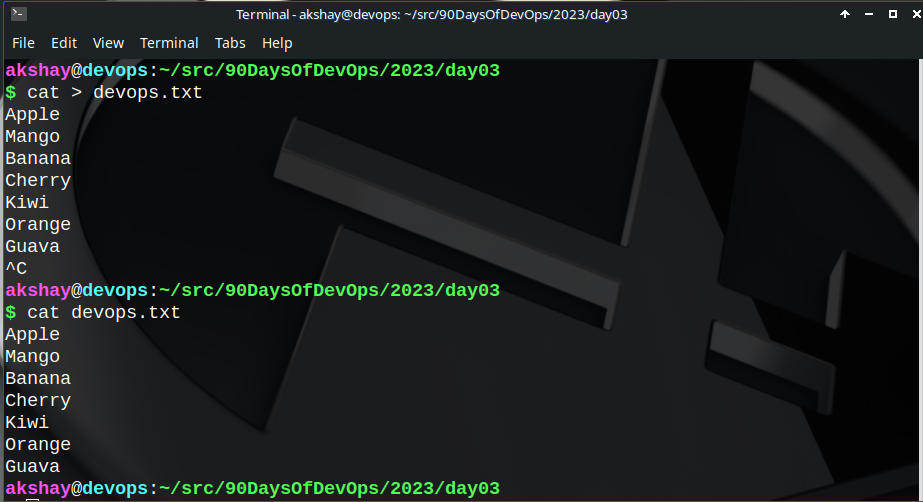 Terminal - akshay@devops: ~/src/90DaysOfDevOps/2023/day03
File Edit View Terminal Tabs Help
akshay@devops:~/src/90DaysOfDevOps/2023/day03
$ cat > devops.txt
Apple
Mango
Banana
Cherry
Kiwi
Orange
Guava
^C
akshay@devops:~/src/90DaysOfDevOps/2023/day03
$ cat devops.txt
Apple
Mango
Banana
Cherry
Kiwi
Orange
Guava
akshay@devops:~/src/90DaysOfDevOps/2023/day03